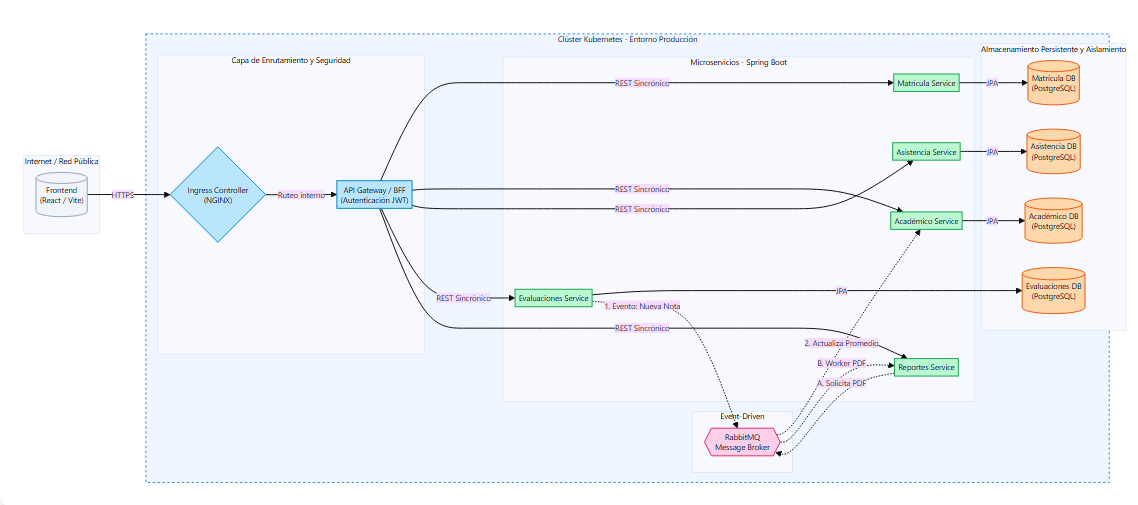 Clúster Kubernetes - Entorno Producción
Almacenamiento Persistente y Aislamiento
Capa de Enrutamiento y Seguridad
Microservicios - Spring Boot
REST Sincrónico
Matrícula Service
JPA
Matrícula DB
(PostgreSQL)
Asistencia Service
JPA
Asistencia DB
(PostgreSQL)
Internet / Red Pública
Frontend
(React / Vite)
HTTPS
Ingress Controller
(NGINX)
Ruteo interno
API Gateway / BFF
(Autenticación JWT)
REST Sincrónico
REST Sincrónico
Académico Service
JPA
Académico DB
(PostgreSQL)
REST Sincrónico
Evaluaciones Service
JPA
Evaluaciones DB
(PostgreSQL)
1. Evento: Nueva Nota
REST Sincrónico
2. Actualiza Promedio
B. Worker PDF
Reportes Service
A. Solicita PDF
Event-Driven
RabbitMQ
Message Broker